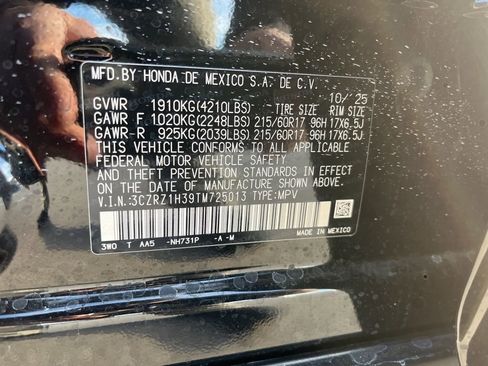 MFD. BY HONDA DE MEXICO S.A. DE C.V.
10/25
GVWR 1910KG(4210LBS) TIRE SIZE RIM SIZE
GAWR F 1020KG(2248LBS) 215/60R17 96H 17X6.5J
GAWR-R 925KG(2039LBS) 215/60R17 96H 17X6.5J
THIS VEHICLE CONFORMS TO ALL APPLICABLE
FEDERAL MOTOR VEHICLE SAFETY
AND THEFT PREVENTION STANDARDS IN EFFECT
ON THE DATE OF MANUFACTURE SHOWN ABOVE.
V.I.N.:3CZRZ1H39TM725013 TYPE:MPV
3W0 T AA5 -NH731P -A -M MADE IN MEXICO